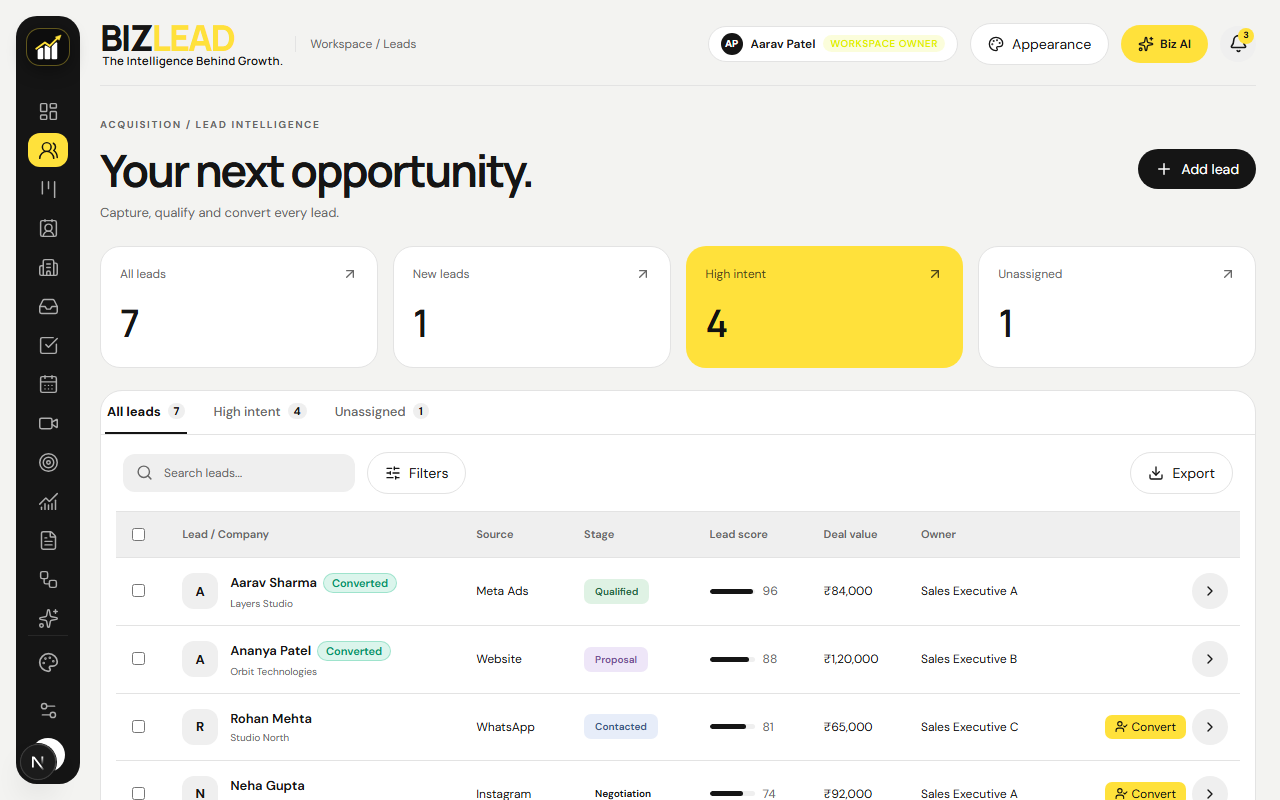 BIZLEAD
The Intelligence Behind Growth.
Workspace / Leads
AP Aarav Patel WORKSPACE OWNER
Appearance
Biz AI
3
ACQUISITION / LEAD INTELLIGENCE
Your next opportunity.
Capture, qualify and convert every lead.
Add lead
All leads
7
New leads
1
High intent
4
Unassigned
1
All leads 7 High intent 4 Unassigned 1
Search leads...
Filters
Export
Lead / Company Source Stage Lead score Deal value Owner
A Aarav Sharma Converted Meta Ads Qualified 96 ₹84,000 Sales Executive A
Layers Studio
A Ananya Patel Converted Website Proposal 88 ₹1,20,000 Sales Executive B
Orbit Technologies
R Rohan Mehta WhatsApp Contacted 81 ₹65,000 Sales Executive C Convert
Studio North
N Neha Gupta Instagram Negotiation 74 ₹92,000 Sales Executive A Convert
N